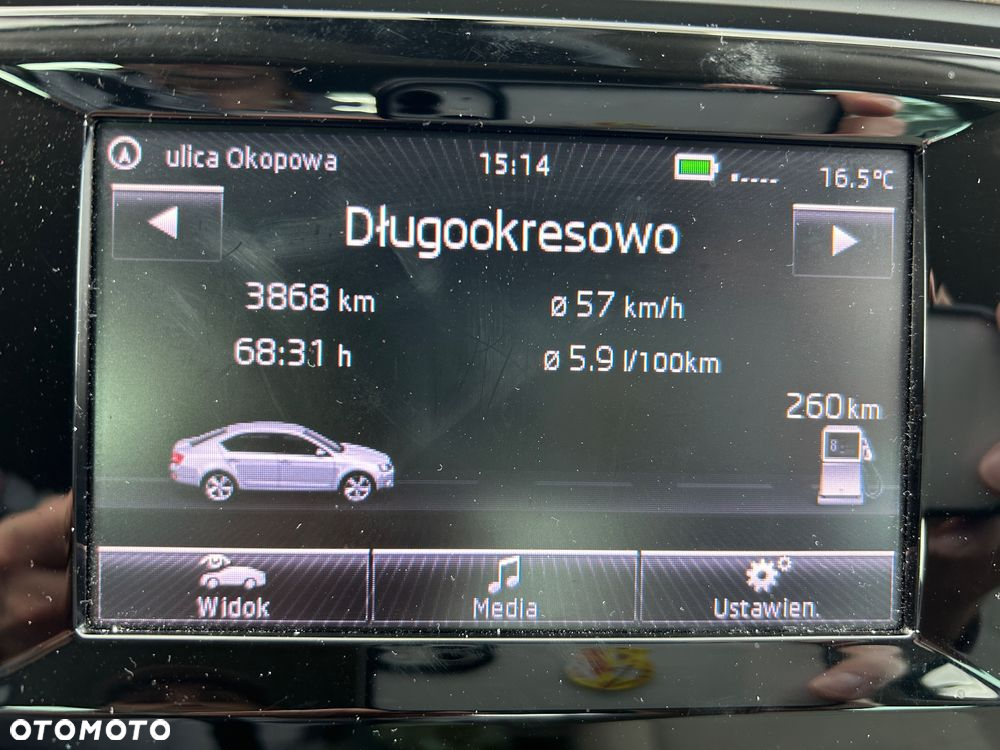 ulica Okopowa 15:14 16.5°C
Długookresowo
3868 km ø 57 km/h
68:31 h ø 5.9 l/100km
260 km
Widok Media Ustawien.
OTOMOTO